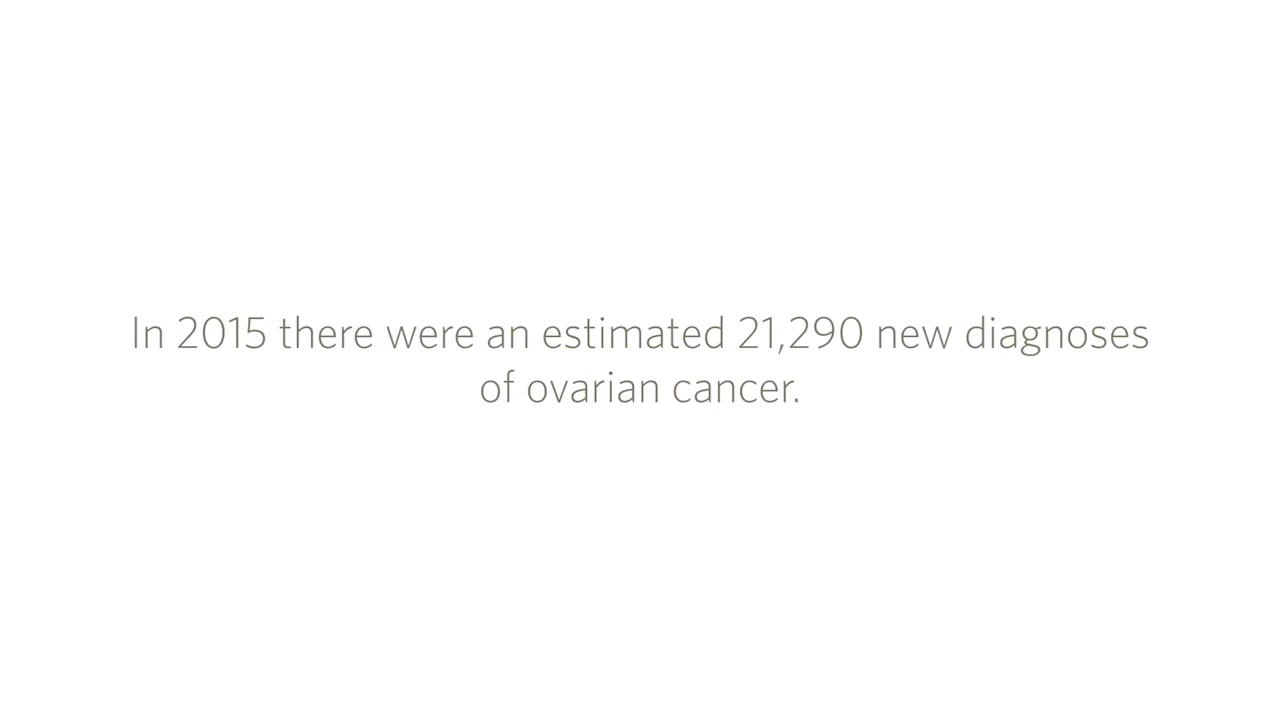 In 2015 there were an estimated 21,290 new diagnoses
of ovarian cancer.